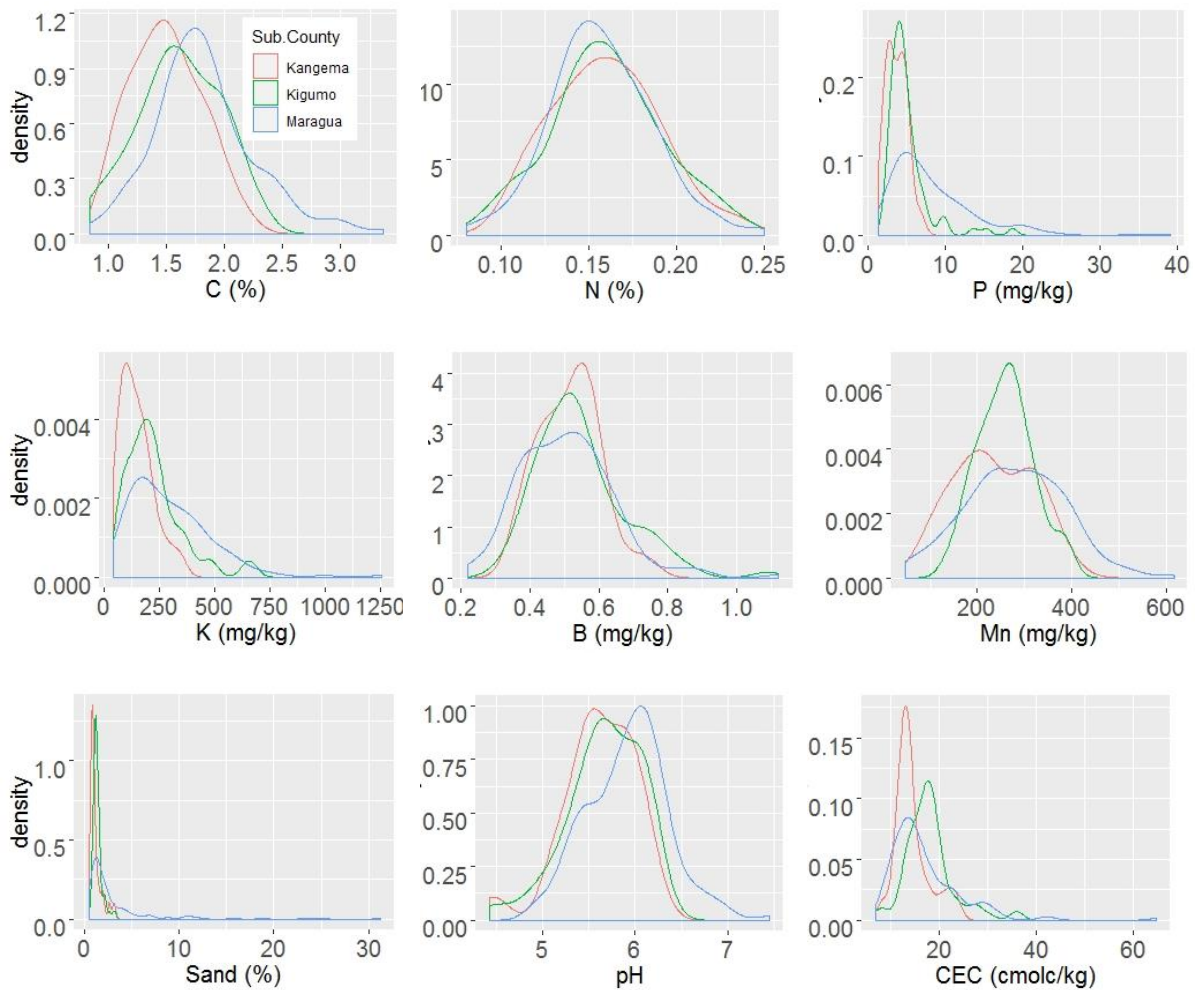 Sub.County
Kangema
Kigumo
Maragua
density
1.2
0.9
0.6
0.3
0.0
1.0 1.5 2.0 2.5 3.0
C (%)
10
5
0
0.10 0.15 0.20 0.25
N (%)
0.2
0.1
0.0
0 10 20 30 40
P (mg/kg)
density
0.004
0.002
0.000
0 250 500 750 1000 1250
K (mg/kg)
4
3
2
1
0
0.2 0.4 0.6 0.8 1.0
B (mg/kg)
0.006
0.004
0.002
0.000
200 400 600
Mn (mg/kg)
density
1.0
0.5
0.0
0 10 20 30
Sand (%)
1.00
0.75
0.50
0.25
0.00
5 6 7
pH
0.15
0.10
0.05
0.00
20 40 60
CEC (cmolc/kg)